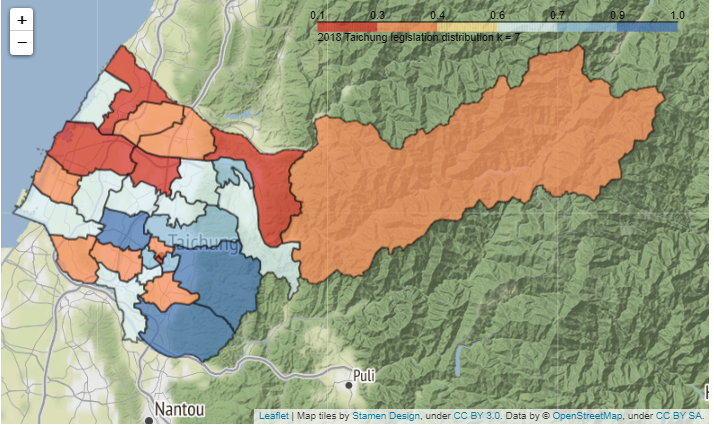 +
−
0.1 0.3 0.4 0.6 0.7 0.9 1.0
2018 Taichung legislation distribution k = 7
Taichung
Puli
Nantou
Leaflet | Map tiles by Stamen Design, under CC BY 3.0. Data by © OpenStreetMap, under CC BY SA.